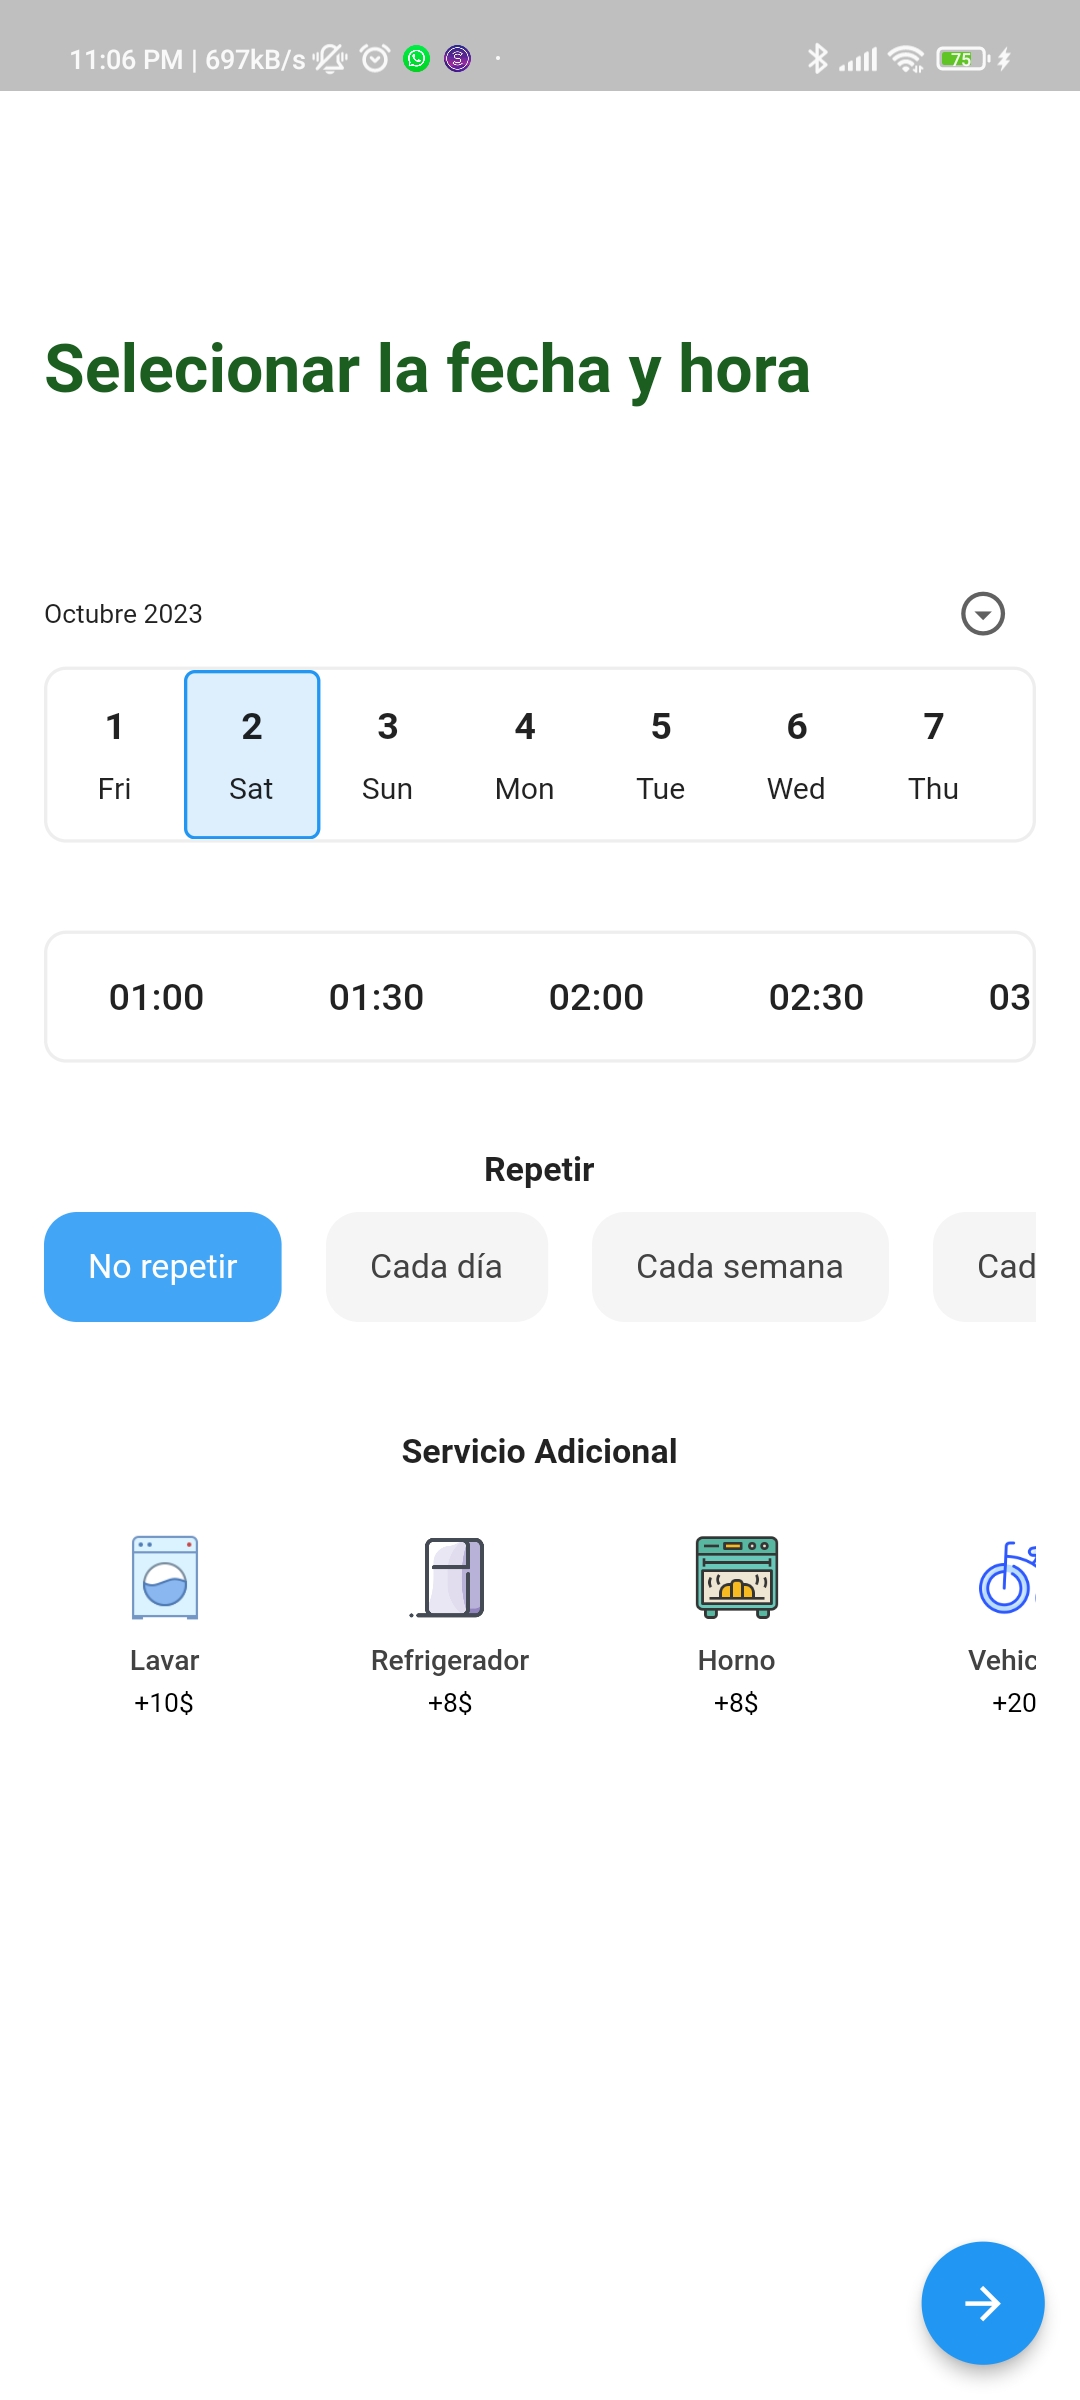 11:06 PM | 697kB/s
75
Selecionar la fecha y hora
Octubre 2023
1 2 3 4 5 6 7
Fri Sat Sun Mon Tue Wed Thu
01:00 01:30 02:00 02:30 03
Repetir
No repetir Cada día Cada semana Cad
Servicio Adicional
Lavar Refrigerador Horno Vehic
+10$ +8$ +8$ +20